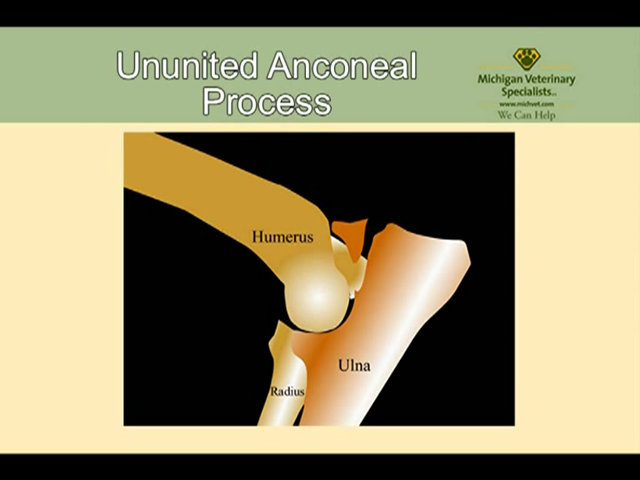 Ununited Anconeal
Process
Michigan Veterinary
Specialists
www.michvet.com
We Can Help
Humerus
Ulna
Radius